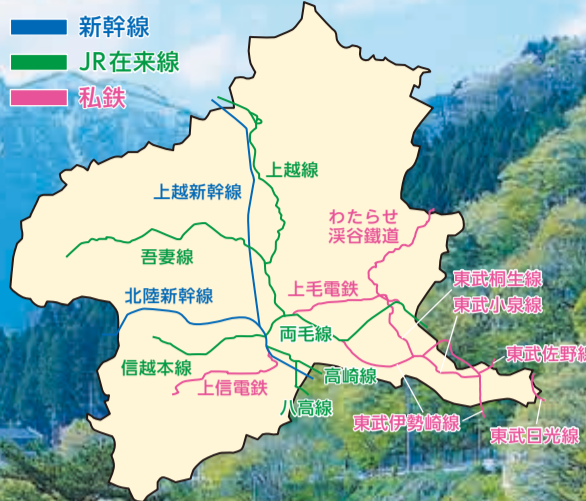 新幹線
JR在来線
私鉄
上越新幹線
上越線
わたらせ
渓谷鐵道
吾妻線
東武桐生線
上毛電鉄
北陸新幹線
東武小泉線
両毛線
東武佐野線
信越本線
高崎線
上信電鉄
八高線
東武伊勢崎線
東武日光線